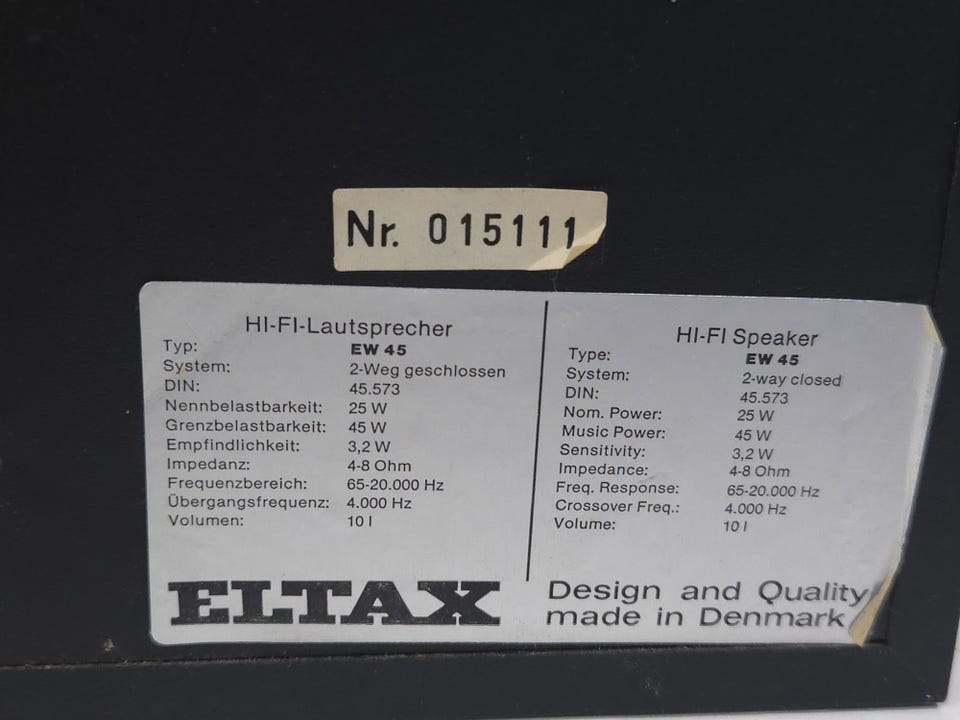 Nr. 015111
HI-FI-Lautsprecher
Typ: EW 45
System: 2-Weg geschlossen
DIN: 45.573
Nennbelastbarkeit: 25 W
Grenzbelastbarkeit: 45 W
Empfindlichkeit: 3,2 W
Impedanz: 4-8 Ohm
Frequenzbereich: 65-20.000 Hz
Übergangsfrequenz: 4.000 Hz
Volumen: 10 l
HI-FI Speaker
Type: EW 45
System: 2-way closed
DIN: 45.573
Nom. Power: 25 W
Music Power: 45 W
Sensitivity: 3,2 W
Impedance: 4-8 Ohm
Freq. Response: 65-20.000 Hz
Crossover Freq.: 4.000 Hz
Volume: 10 l
ELTAX
Design and Quality
made in Denmark